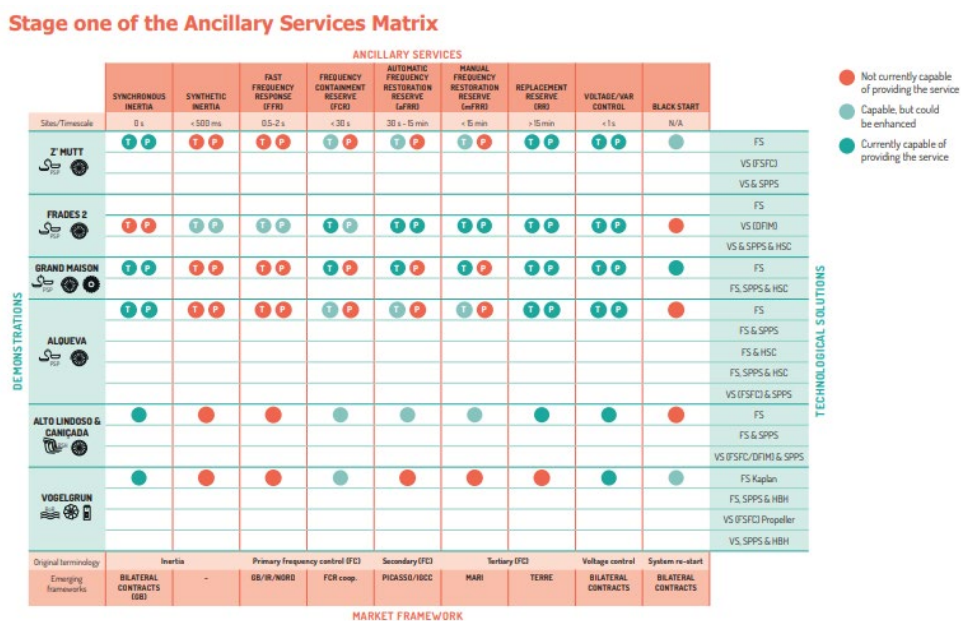 Stage one of the Ancillary Services Matrix
ANCILLARY SERVICES
SYNCHRONOUS INERTIA
SYNTHETIC INERTIA
FAST FREQUENCY RESPONSE (FFR)
FREQUENCY CONTAINMENT RESERVE (FCR)
AUTOMATIC FREQUENCY RESTORATION RESERVE (aFRR)
MANUAL FREQUENCY RESTORATION RESERVE (mFRR)
REPLACEMENT RESERVE (RR)
VOLTAGE/VAR CONTROL
BLACK START
Sites/Timescale 0 s < 500 ms 0.5-2 s < 30 s 30 s - 15 min < 15 min > 15 min < 1 s N/A
Not currently capable of providing the service
Capable, but could be enhanced
Currently capable of providing the service
DEMONSTRATIONS
TECHNOLOGICAL SOLUTIONS
Z'MUTT
PSP
T P T P T P T P T P T P T P T P
FS
VS (FSFC)
VS & SPPS
FRADES 2
PSP
FS
T P T P T P T P T P T P T P T P
VS (DFIM)
VS & SPPS & HSC
GRAND MAISON
PSP
T P T P T P T P T P T P T P T P
FS
FS, SPPS & HSC
ALQUEVA
PSP
T P T P T P T P T P T P T P T P
FS
FS & SPPS
FS & HSC
FS, SPPS & HSC
VS (FSFC) & SPPS
ALTO LINDOSO & CANIÇADA
FS
FS & SPPS
VS (FSFC/DFIM) & SPPS
VOGELGRUN
FS Kaplan
FS, SPPS & HBH
VS (FSFC) Propeller
VS, SPPS & HBH
Original terminology Inertia Primary frequency control (FC) Secondary (FC) Tertiary (FC) Voltage control System re-start
Emerging frameworks
BILATERAL CONTRACTS (GB)
-
GB/IR/NORD
FCR coop.
PICASSO/IGCC
MARI
TERRE
BILATERAL CONTRACTS
BILATERAL CONTRACTS
MARKET FRAMEWORK